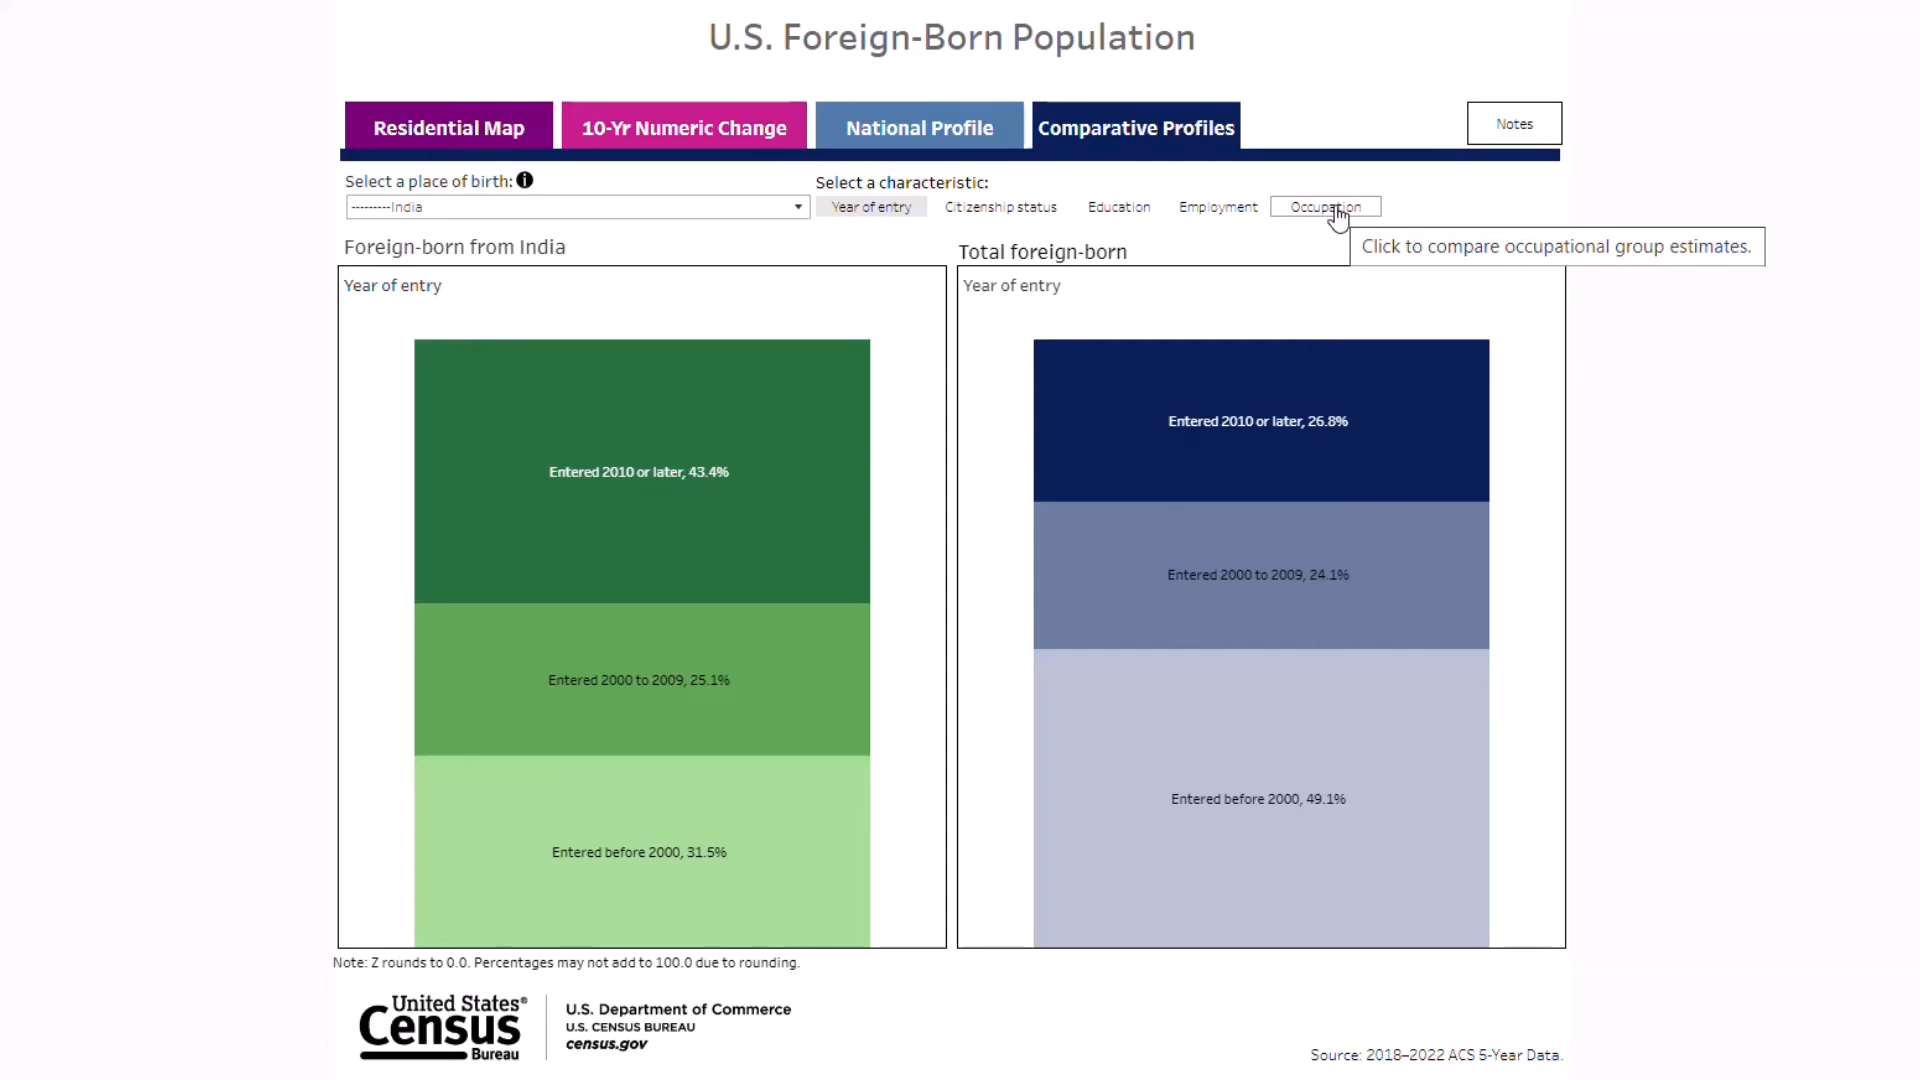 U.S. Foreign-Born Population
Residential Map
10-Yr Numeric Change
National Profile
Comparative Profiles
Notes
Select a place of birth:
Select a characteristic:
---------India
Year of entry
Citizenship status
Education
Employment
Occupation
Click to compare occupational group estimates.
Foreign-born from India
Total foreign-born
Year of entry
Entered 2010 or later, 43.4%
Entered 2000 to 2009, 25.1%
Entered before 2000, 31.5%
Year of entry
Entered 2010 or later, 26.8%
Entered 2000 to 2009, 24.1%
Entered before 2000, 49.1%
Note: Z rounds to 0.0. Percentages may not add to 100.0 due to rounding.
United States®
Census
Bureau
U.S. Department of Commerce
U.S. CENSUS BUREAU
census.gov
Source: 2018–2022 ACS 5-Year Data.